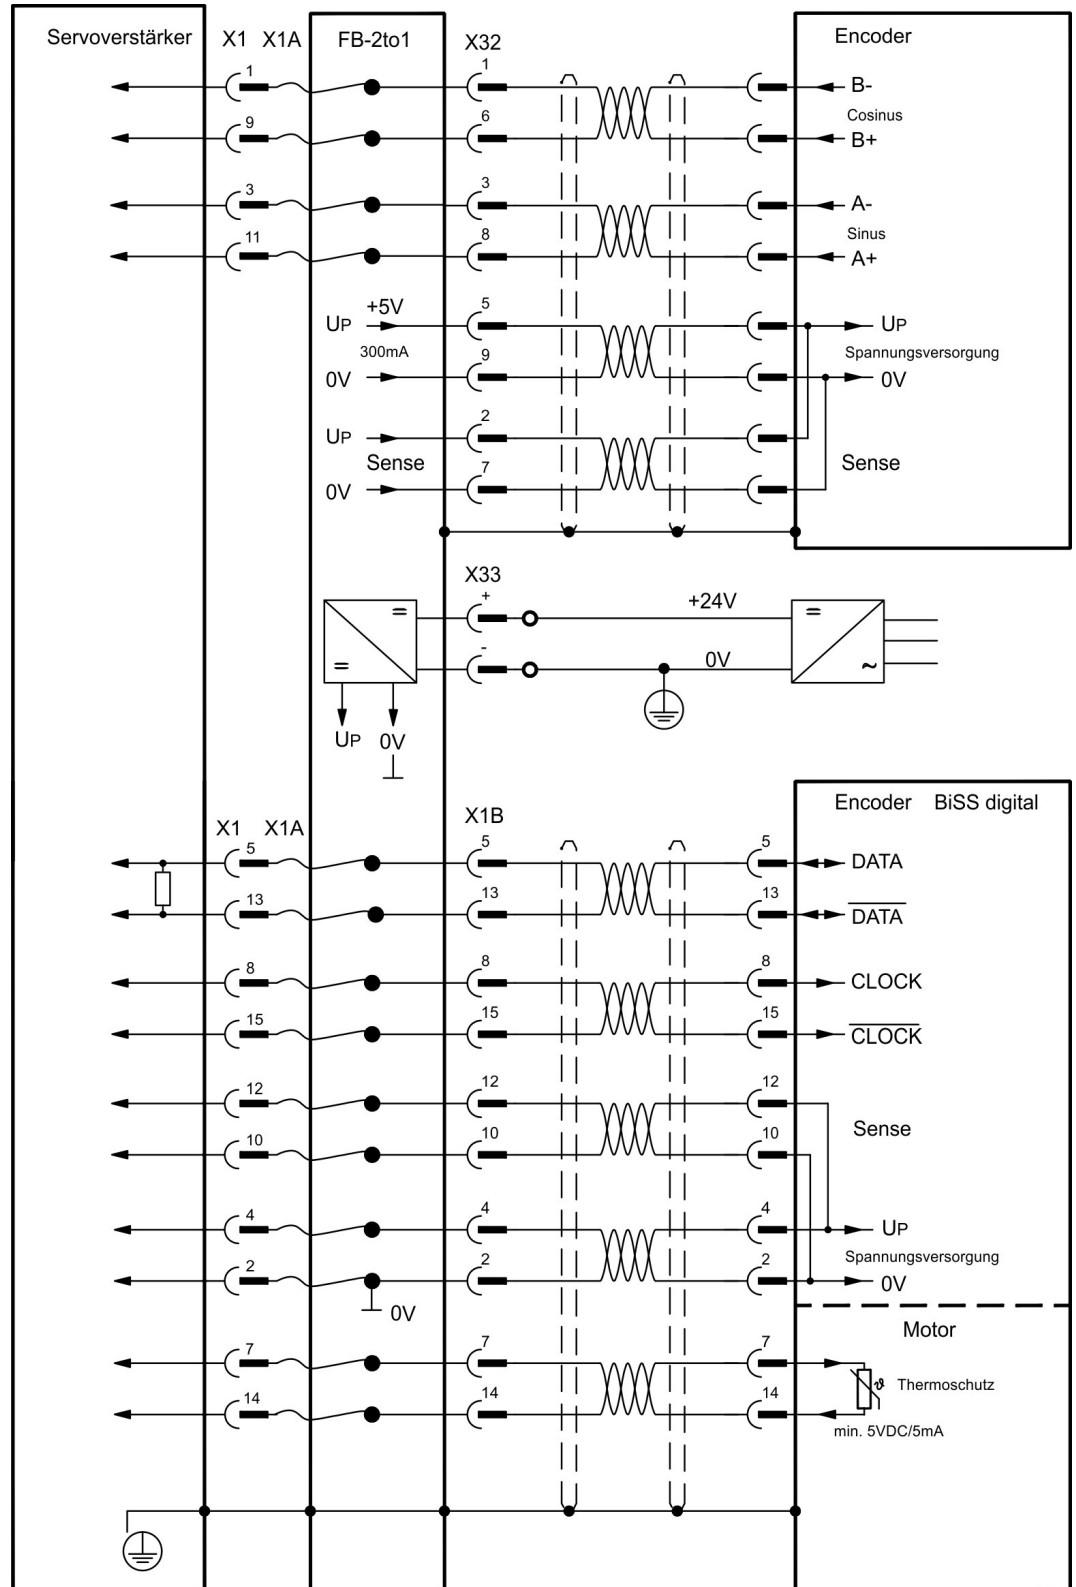 Servoverstärker X1 X1A FB-2to1 X32 Encoder
1 1 B-
Cosinus
9 6 B+
3 3 A-
Sinus
11 8 A+
UP +5V 5 UP
300mA Spannungsversorgung
0V 9 0V
UP 2
Sense Sense
0V 7
X33
+ +24V
=
- 0V
= ~
UP 0V
Encoder BiSS digital
X1 X1A X1B
5 5 5 DATA
13 13 13 DATA
8 8 8 CLOCK
15 15 15 CLOCK
12 12 12
Sense
10 10 10
4 4 4 UP
Spannungsversorgung
2 2 2 0V
0V
Motor
7 7 7
ϑ Thermoschutz
14 14 14
min. 5VDC/5mA